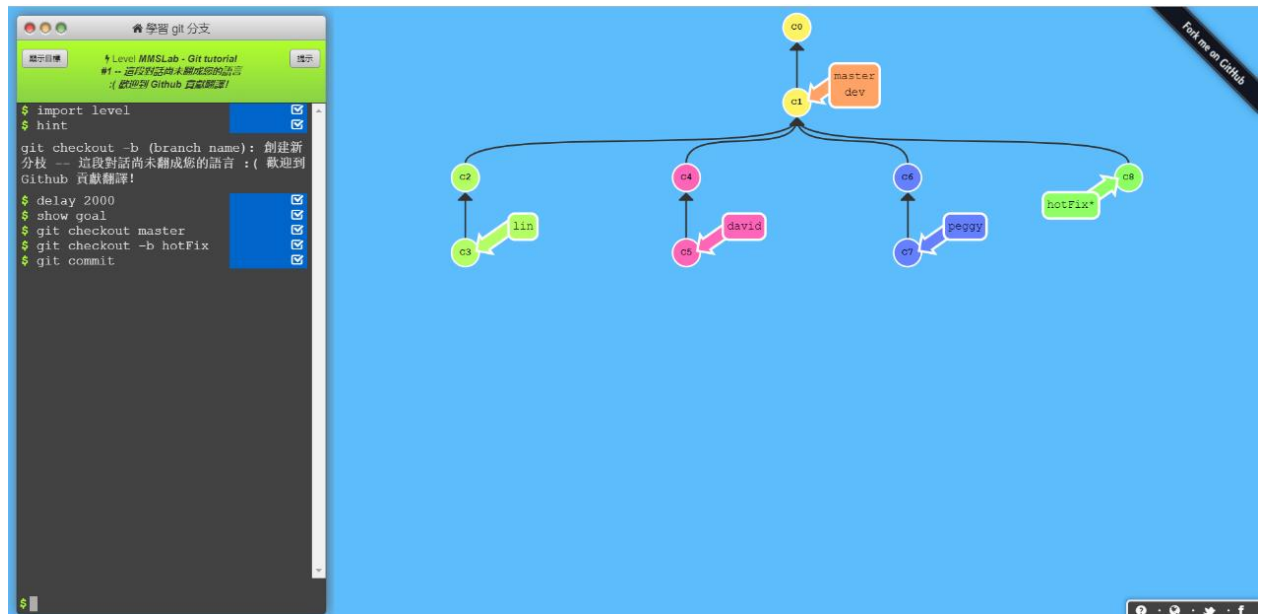 學習 git 分支
顯示目標
Level MMSLab - Git tutorial
#1 -- 這段對話尚未翻成您的語言
:( 歡迎到 Github 貢獻翻譯!
提示
$ import level
$ hint
git checkout -b (branch name): 創建新
分枝 -- 這段對話尚未翻成您的語言 :( 歡迎到
Github 貢獻翻譯!
$ delay 2000
$ show goal
$ git checkout master
$ git checkout -b hotFix
$ git commit
$
c0
c1
master
dev
c2
c4
c6
c8
hotFix*
c3
lin
c5
david
c7
peggy
Fork me on GitHub